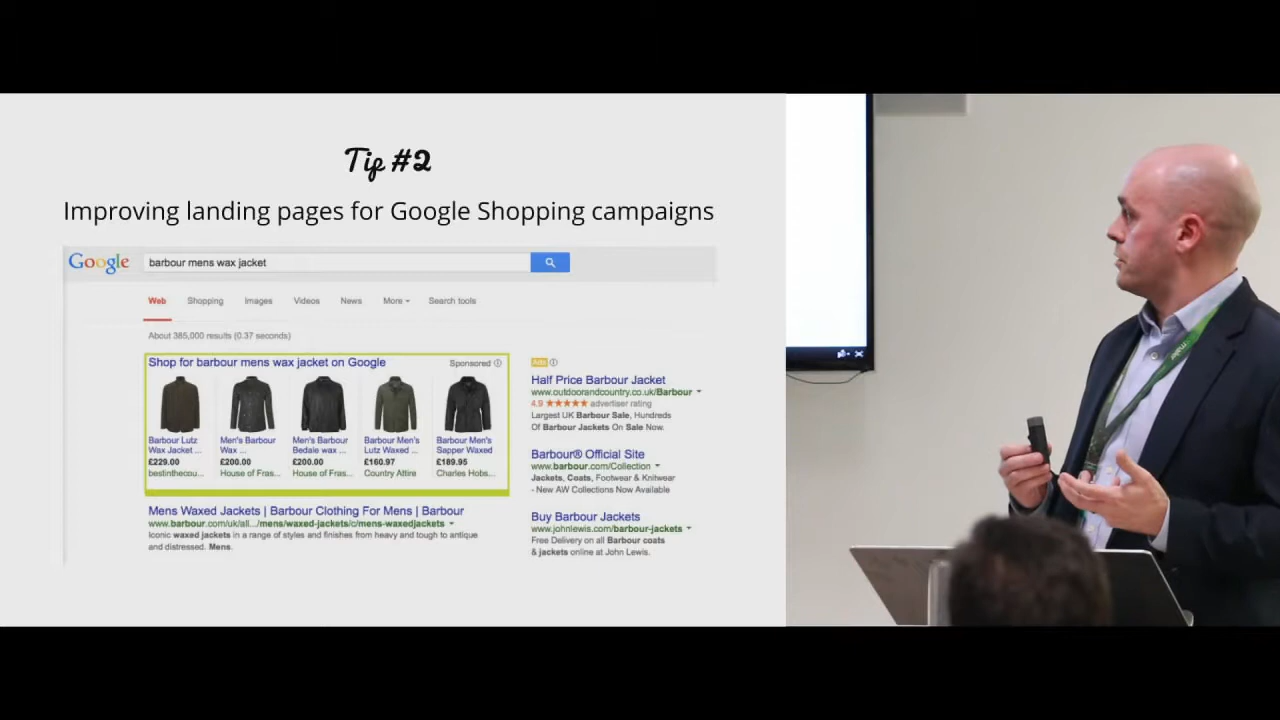 Tip #2
Improving landing pages for Google Shopping campaigns
Google
barbour mens wax jacket
Web Shopping Images Videos News More Search tools
About 385,000 results (0.37 seconds)
Shop for barbour mens wax jacket on Google
Sponsored
Barbour Lutz
Wax Jacket ...
£229.00
bestinthecou...
Men's Barbour
Wax ...
£200.00
House of Fras...
Men's Barbour
Bedale wax ...
£200.00
House of Fras...
Barbour Men's
Lutz Waxed ...
£160.97
Country Attire
Barbour Men's
Sapper Waxed
£189.95
Charles Hobs...
Mens Waxed Jackets | Barbour Clothing For Mens | Barbour
www.barbour.com/uk/all.../mens/waxed-jackets/c/mens-waxedjackets
Iconic waxed jackets in a range of styles and finishes from heavy and tough to antique
and distressed. Mens.
Ads
Half Price Barbour Jacket
www.outdoorandcountry.co.uk/Barbour
4.9 ★★★★★ advertiser rating
Largest UK Barbour Sale, Hundreds
Of Barbour Jackets On Sale Now.
Barbour® Official Site
www.barbour.com/Collection
Jackets, Coats, Footwear & Knitwear
- New AW Collections Now Available
Buy Barbour Jackets
www.johnlewis.com/barbour-jackets
Free Delivery on all Barbour coats
& jackets online at John Lewis.